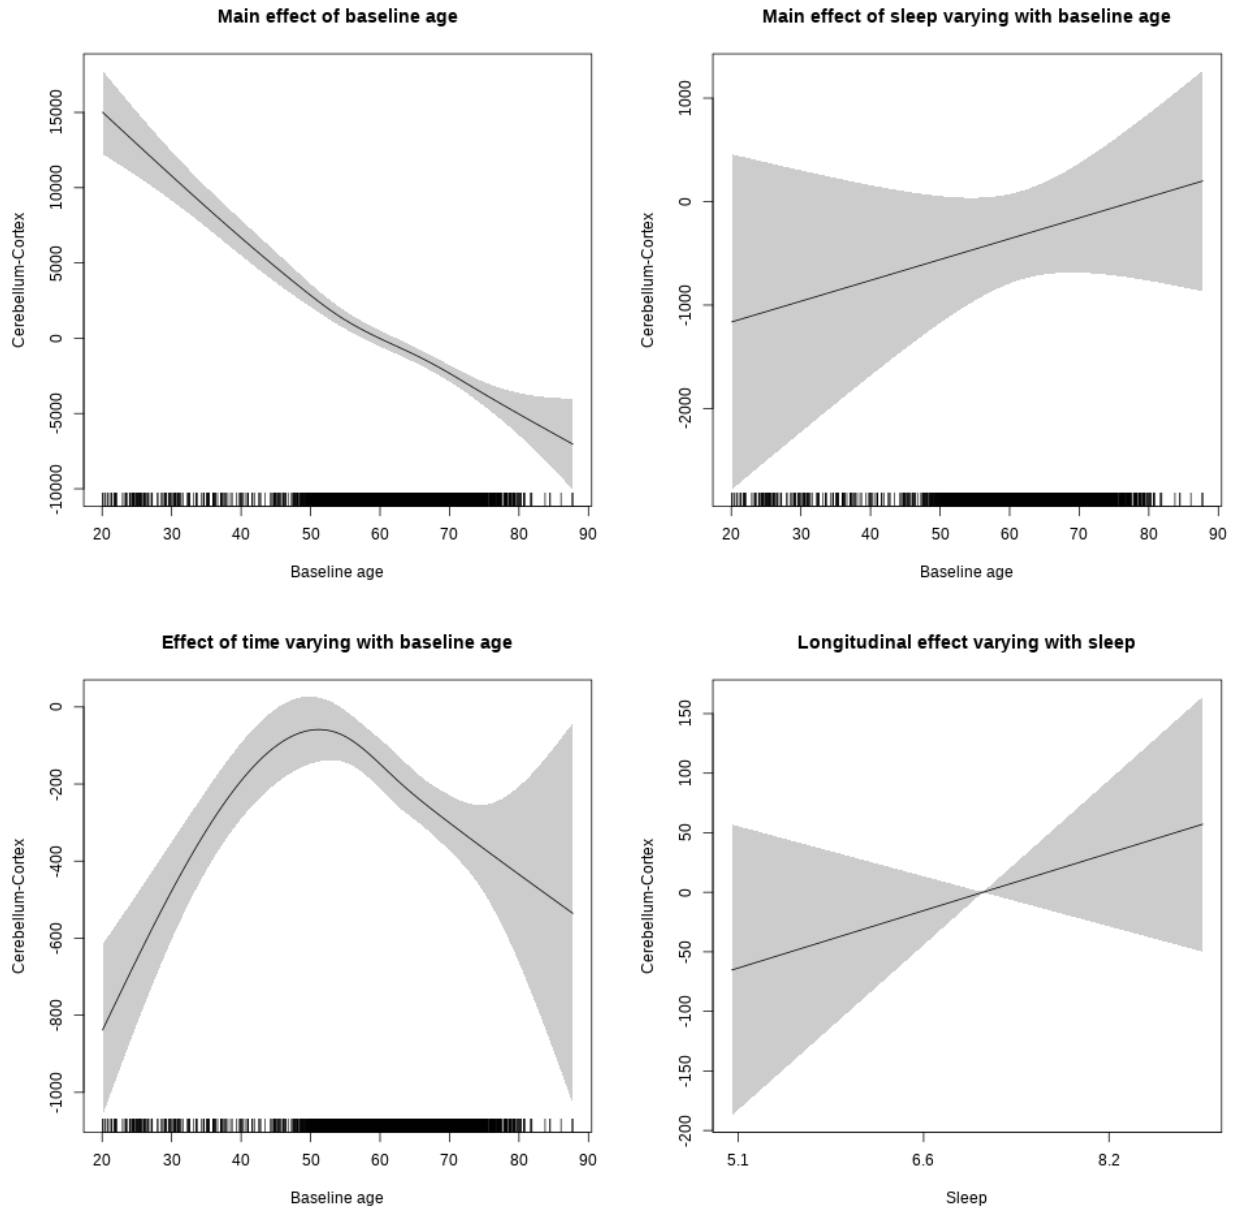 Main effect of baseline age
Cerebellum-Cortex
15000
10000
5000
0
-5000
-10000
20 30 40 50 60 70 80 90
Baseline age
Main effect of sleep varying with baseline age
Cerebellum-Cortex
1000
0
-1000
-2000
20 30 40 50 60 70 80 90
Baseline age
Effect of time varying with baseline age
Cerebellum-Cortex
0
-200
-400
-600
-800
-1000
20 30 40 50 60 70 80 90
Baseline age
Longitudinal effect varying with sleep
Cerebellum-Cortex
150
100
50
0
-50
-100
-150
-200
5.1 6.6 8.2
Sleep